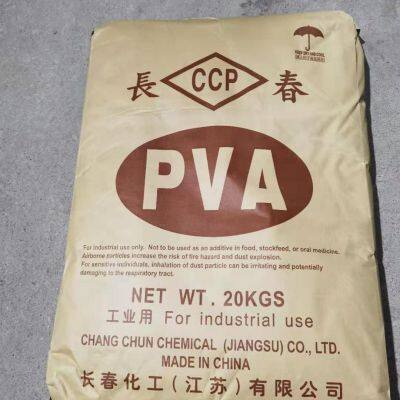 長 CCP 春
PVA
For industrial use only. Not to be used as an additive in food, stockfeed, or oral medicine.
Airborne particles increase the risk of fire hazard and dust explosion.
For sensitive individuals, inhalation of dust particle can be irritating and potentially
damaging to the respiratory tract.
NET WT. 20KGS
工业用 For industrial use
CHANG CHUN CHEMICAL (JIANGSU) CO., LTD.
MADE IN CHINA
长春化工(江苏)有限公司